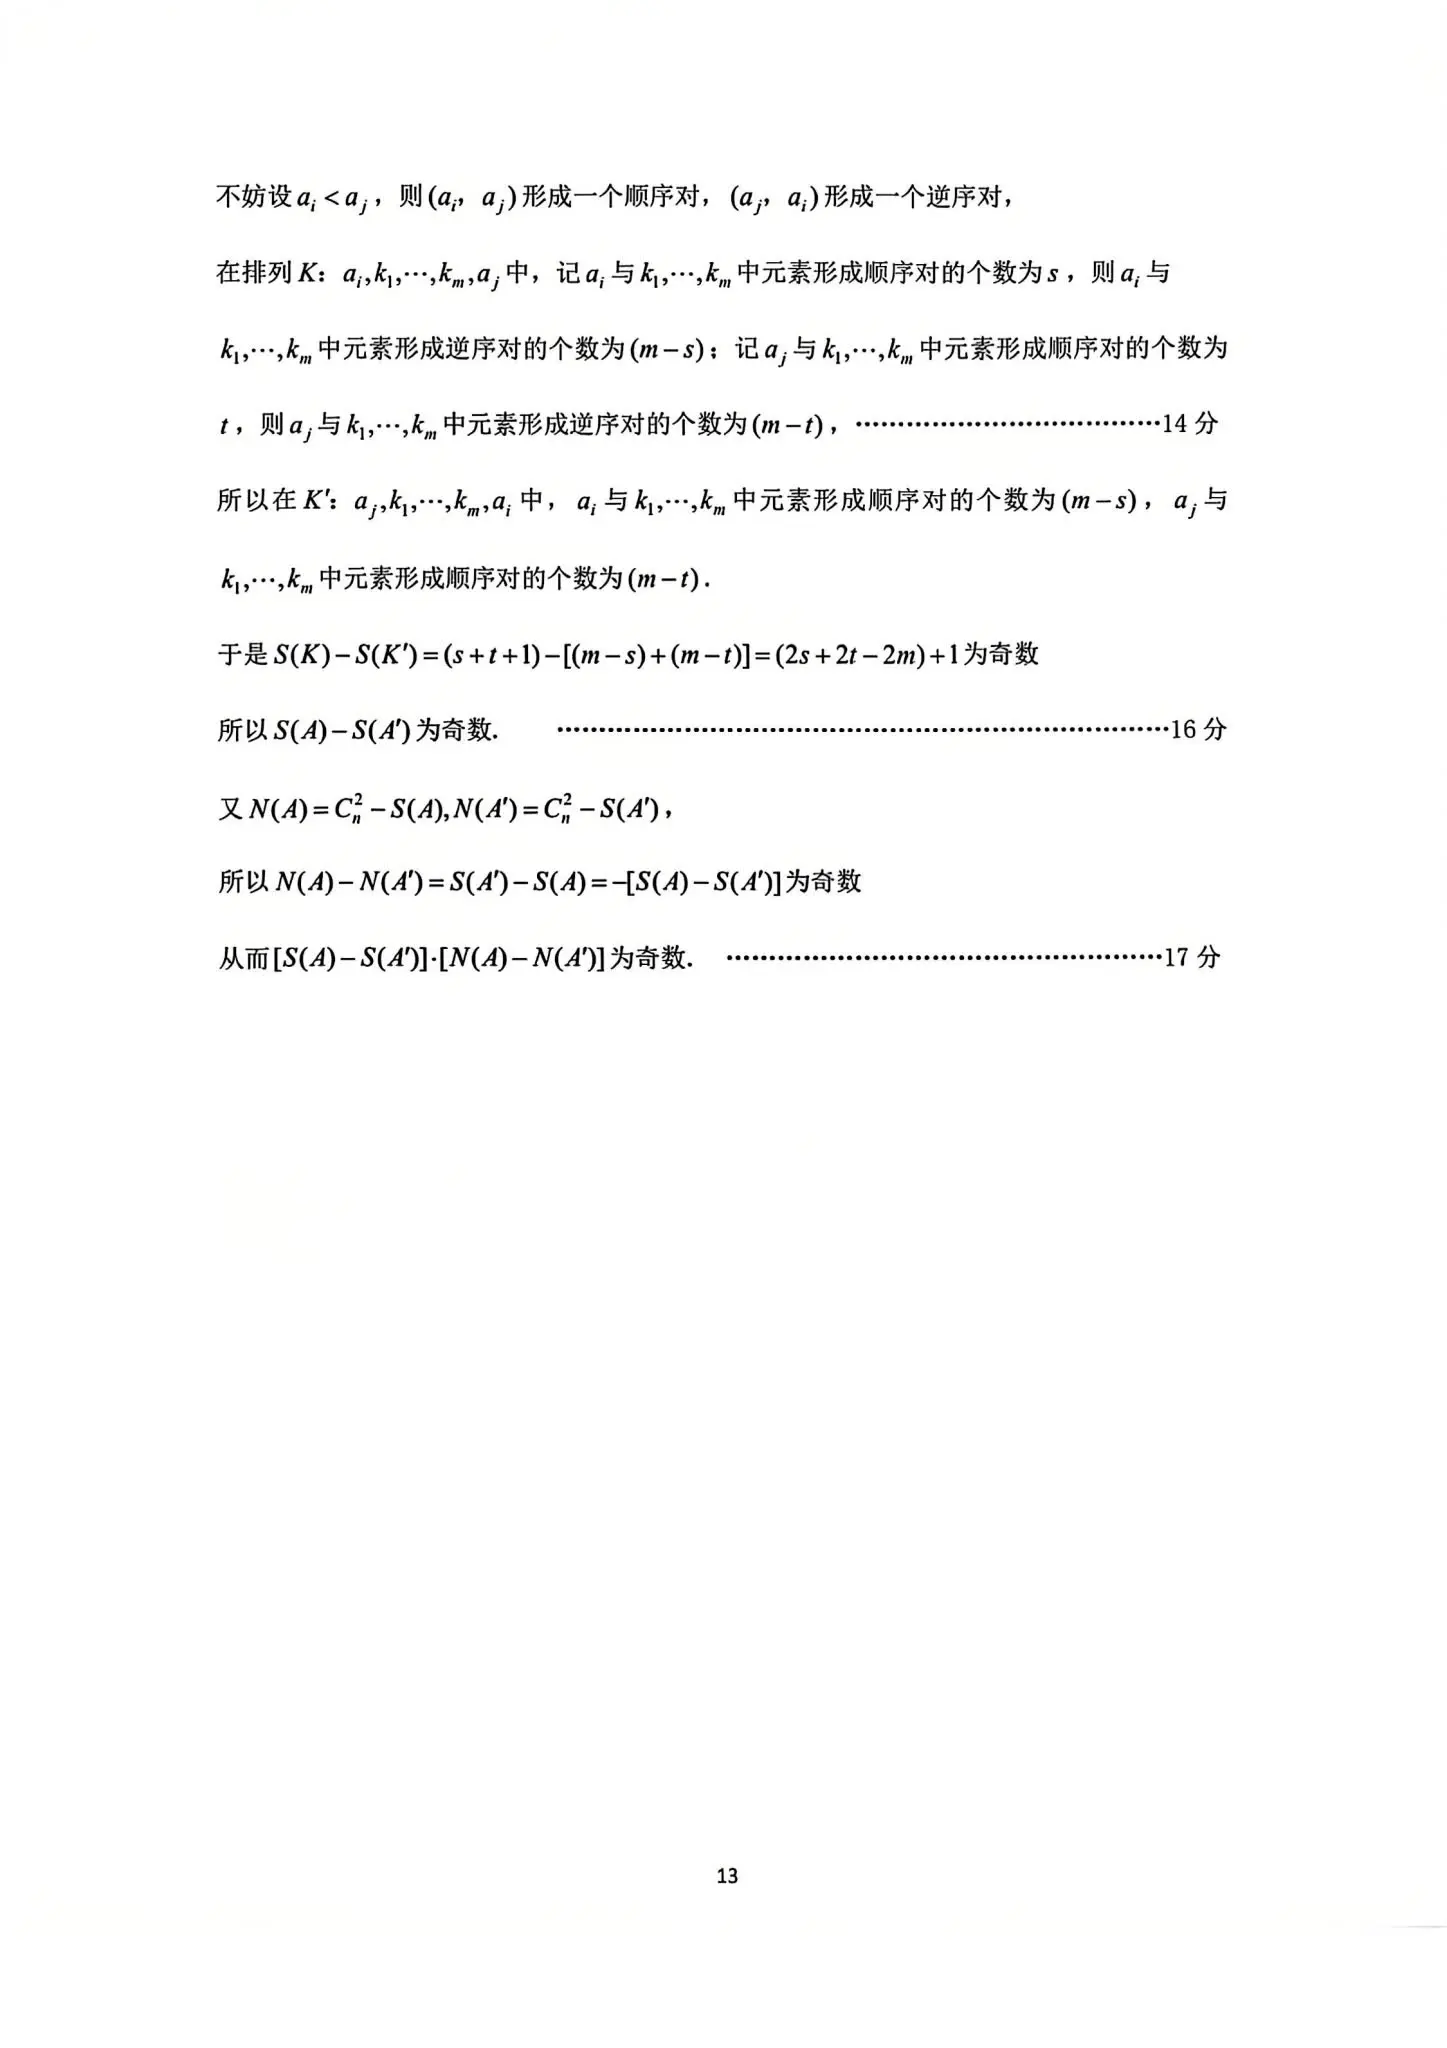 不妨设 $a_i < a_j$，则 $(a_i，a_j)$ 形成一个顺序对，$(a_j，a_i)$ 形成一个逆序对，
在排列 $K$：$a_i,k_1,\cdots,k_m,a_j$ 中，记 $a_i$ 与 $k_1,\cdots,k_m$ 中元素形成顺序对的个数为 $s$，则 $a_i$ 与
$k_1,\cdots,k_m$ 中元素形成逆序对的个数为 $(m-s)$；记 $a_j$ 与 $k_1,\cdots,k_m$ 中元素形成顺序对的个数为
$t$，则 $a_j$ 与 $k_1,\cdots,k_m$ 中元素形成逆序对的个数为 $(m-t)$，………………………………14 分
所以在 $K'$：$a_j,k_1,\cdots,k_m,a_i$ 中，$a_i$ 与 $k_1,\cdots,k_m$ 中元素形成顺序对的个数为 $(m-s)$，$a_j$ 与
$k_1,\cdots,k_m$ 中元素形成顺序对的个数为 $(m-t)$.
于是 $S(K)-S(K')=(s+t+1)-[(m-s)+(m-t)]=(2s+2t-2m)+1$ 为奇数
所以 $S(A)-S(A')$ 为奇数. ………………………………………………………………16 分
又 $N(A)=C_n^2-S(A),N(A')=C_n^2-S(A')$，
所以 $N(A)-N(A')=S(A')-S(A)=-[S(A)-S(A')]$ 为奇数
从而 $[S(A)-S(A')]\cdot[N(A)-N(A')]$ 为奇数. ……………………………………………17 分
13